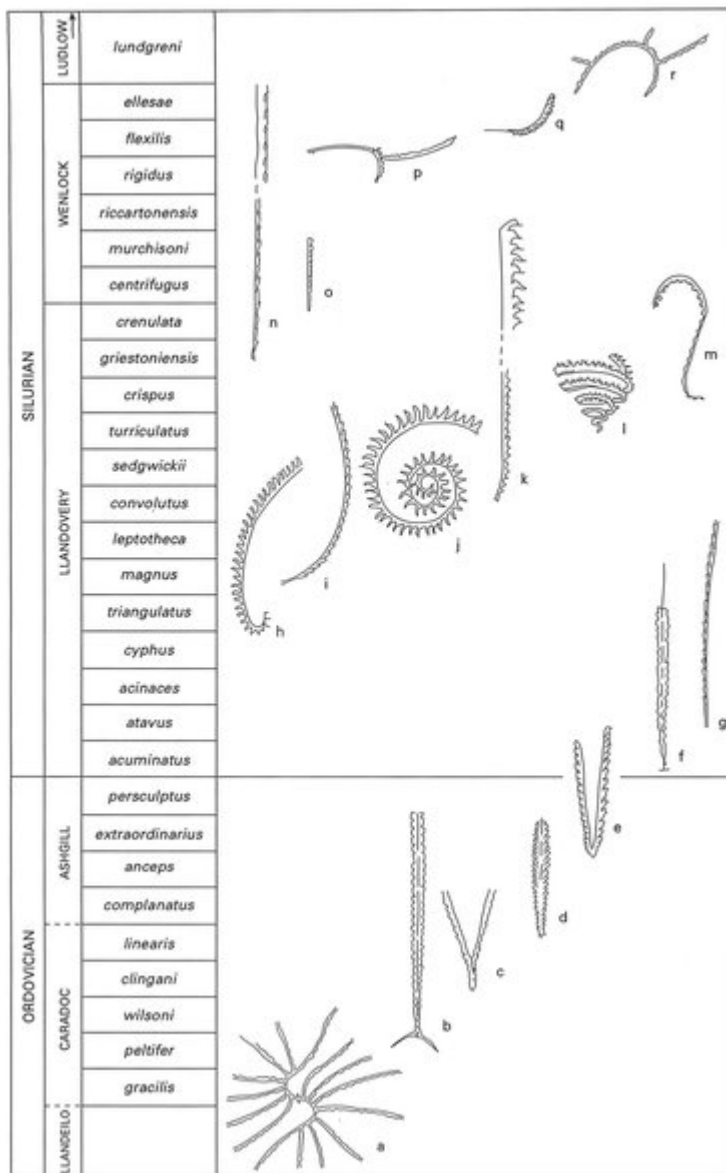 SILURIAN
ORDOVICIAN
LUDLOW
WENLOCK
LLANDOVERY
ASHGILL
CARADOC
LLANDEILO
lundgreni
ellesae
flexilis
rigidus
riccartonensis
murchisoni
centrifugus
crenulata
griestoniensis
crispus
turriculatus
sedgwickii
convolutus
leptotheca
magnus
triangulatus
cyphus
acinaces
atavus
acuminatus
persculptus
extraordinarius
anceps
complanatus
linearis
clingani
wilsoni
peltifer
gracilis
r
q
p
o
n
m
l
k
j
i
h
g
f
e
d
c
b
a